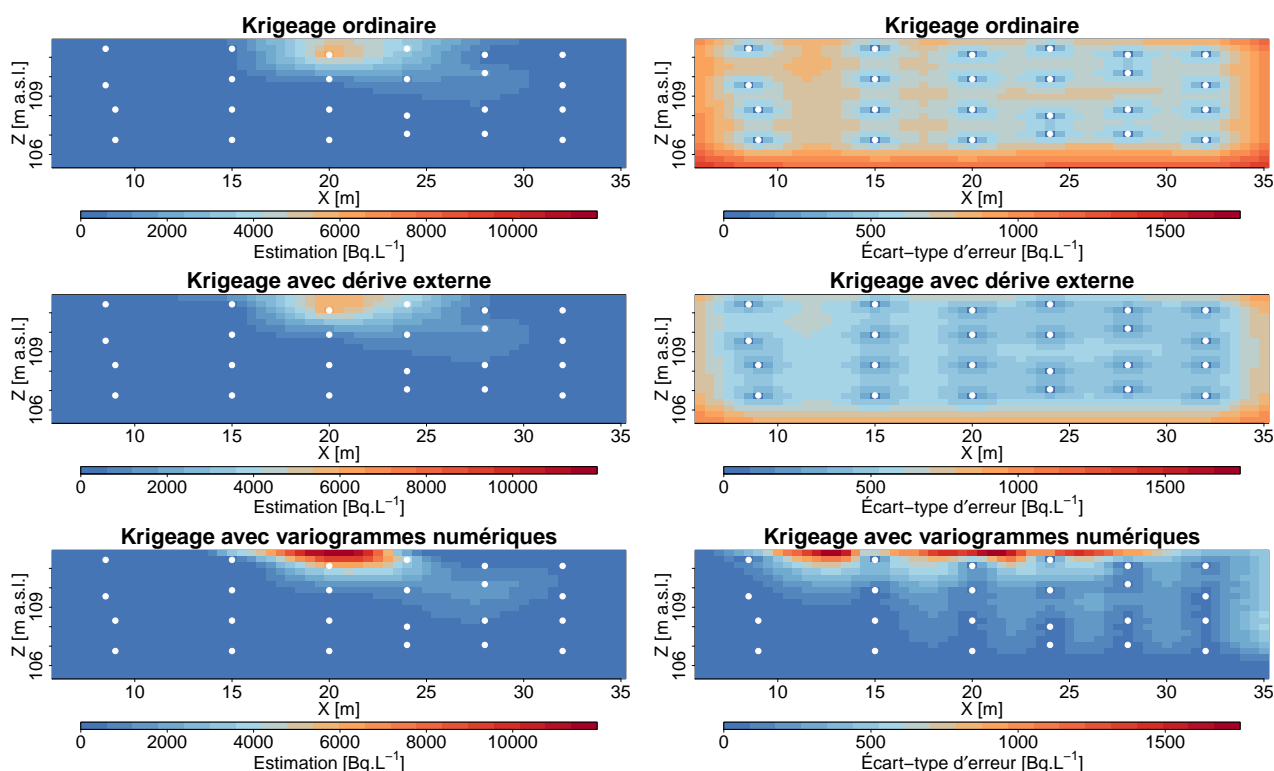 Krigeage ordinaire
Z [m a.s.l.]
109
106
10 15 20 25 30 35
X [m]
0 2000 4000 6000 8000 10000
Estimation [Bq.L⁻¹]
Krigeage ordinaire
Z [m a.s.l.]
109
106
10 15 20 25 30 35
X [m]
0 500 1000 1500
Écart−type d'erreur [Bq.L⁻¹]
Krigeage avec dérive externe
Z [m a.s.l.]
109
106
10 15 20 25 30 35
X [m]
0 2000 4000 6000 8000 10000
Estimation [Bq.L⁻¹]
Krigeage avec dérive externe
Z [m a.s.l.]
109
106
10 15 20 25 30 35
X [m]
0 500 1000 1500
Écart−type d'erreur [Bq.L⁻¹]
Krigeage avec variogrammes numériques
Z [m a.s.l.]
109
106
10 15 20 25 30 35
X [m]
0 2000 4000 6000 8000 10000
Estimation [Bq.L⁻¹]
Krigeage avec variogrammes numériques
Z [m a.s.l.]
109
106
10 15 20 25 30 35
X [m]
0 500 1000 1500
Écart−type d'erreur [Bq.L⁻¹]